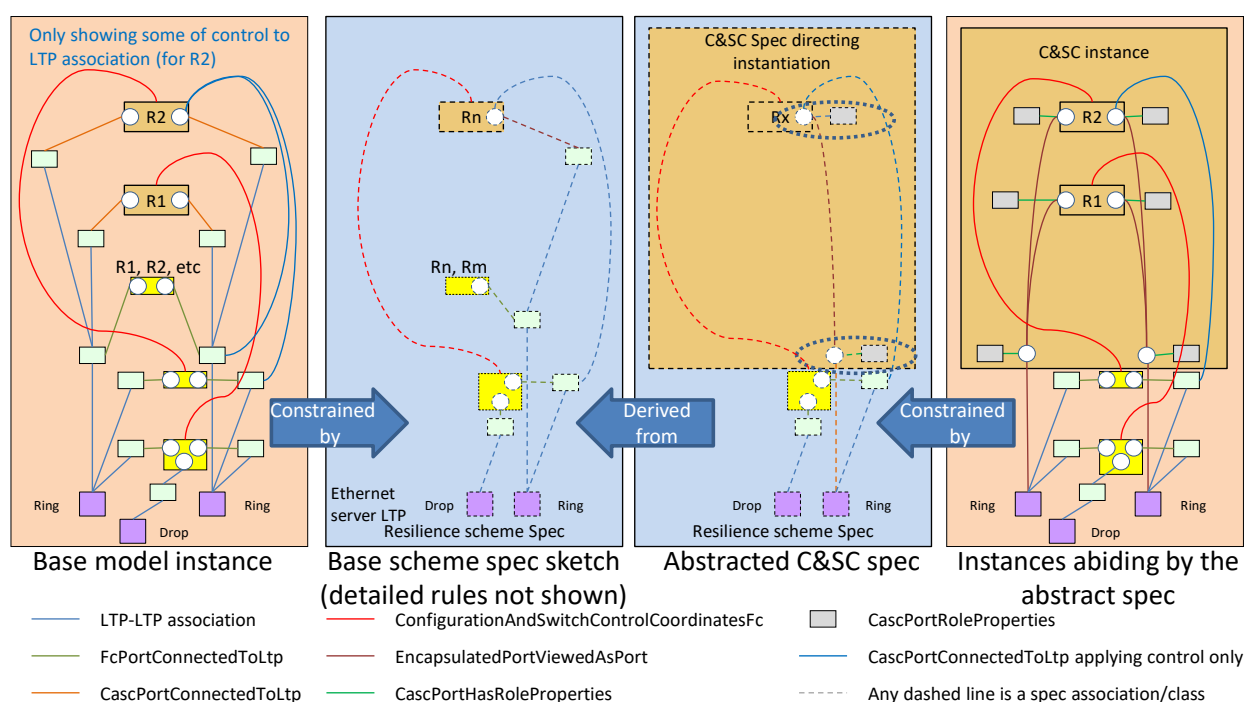 Only showing some of control to
LTP association (for R2)
R2
R1
R1, R2, etc
Ring
Ring
Drop
Base model instance
Constrained
by
Rn
Rn, Rm
Ethernet
server LTP
Drop
Ring
Resilience scheme Spec
Base scheme spec sketch
(detailed rules not shown)
Derived
from
C&SC Spec directing
instantiation
Rx
Drop
Ring
Resilience scheme Spec
Abstracted C&SC spec
Constrained
by
C&SC instance
R2
R1
Ring
Ring
Drop
Instances abiding by the
abstract spec
LTP-LTP association
FcPortConnectedToLtp
CascPortConnectedToLtp
ConfigurationAndSwitchControlCoordinatesFc
EncapsulatedPortViewedAsPort
CascPortHasRoleProperties
CascPortRoleProperties
CascPortConnectedToLtp applying control only
Any dashed line is a spec association/class